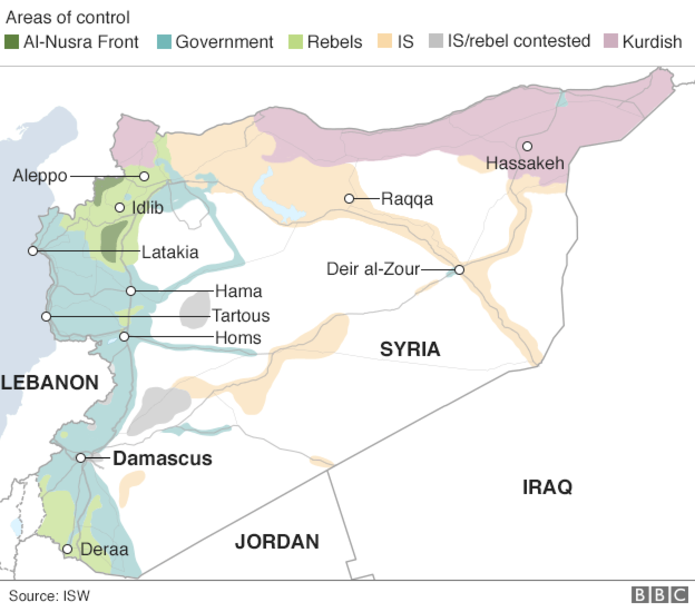 Areas of control
Al-Nusra Front Government Rebels IS IS/rebel contested Kurdish
Aleppo
Hassakeh
Idlib
Raqqa
Latakia
Deir al-Zour
Hama
Tartous
Homs
SYRIA
LEBANON
Damascus
IRAQ
JORDAN
Deraa
Source: ISW
BBC